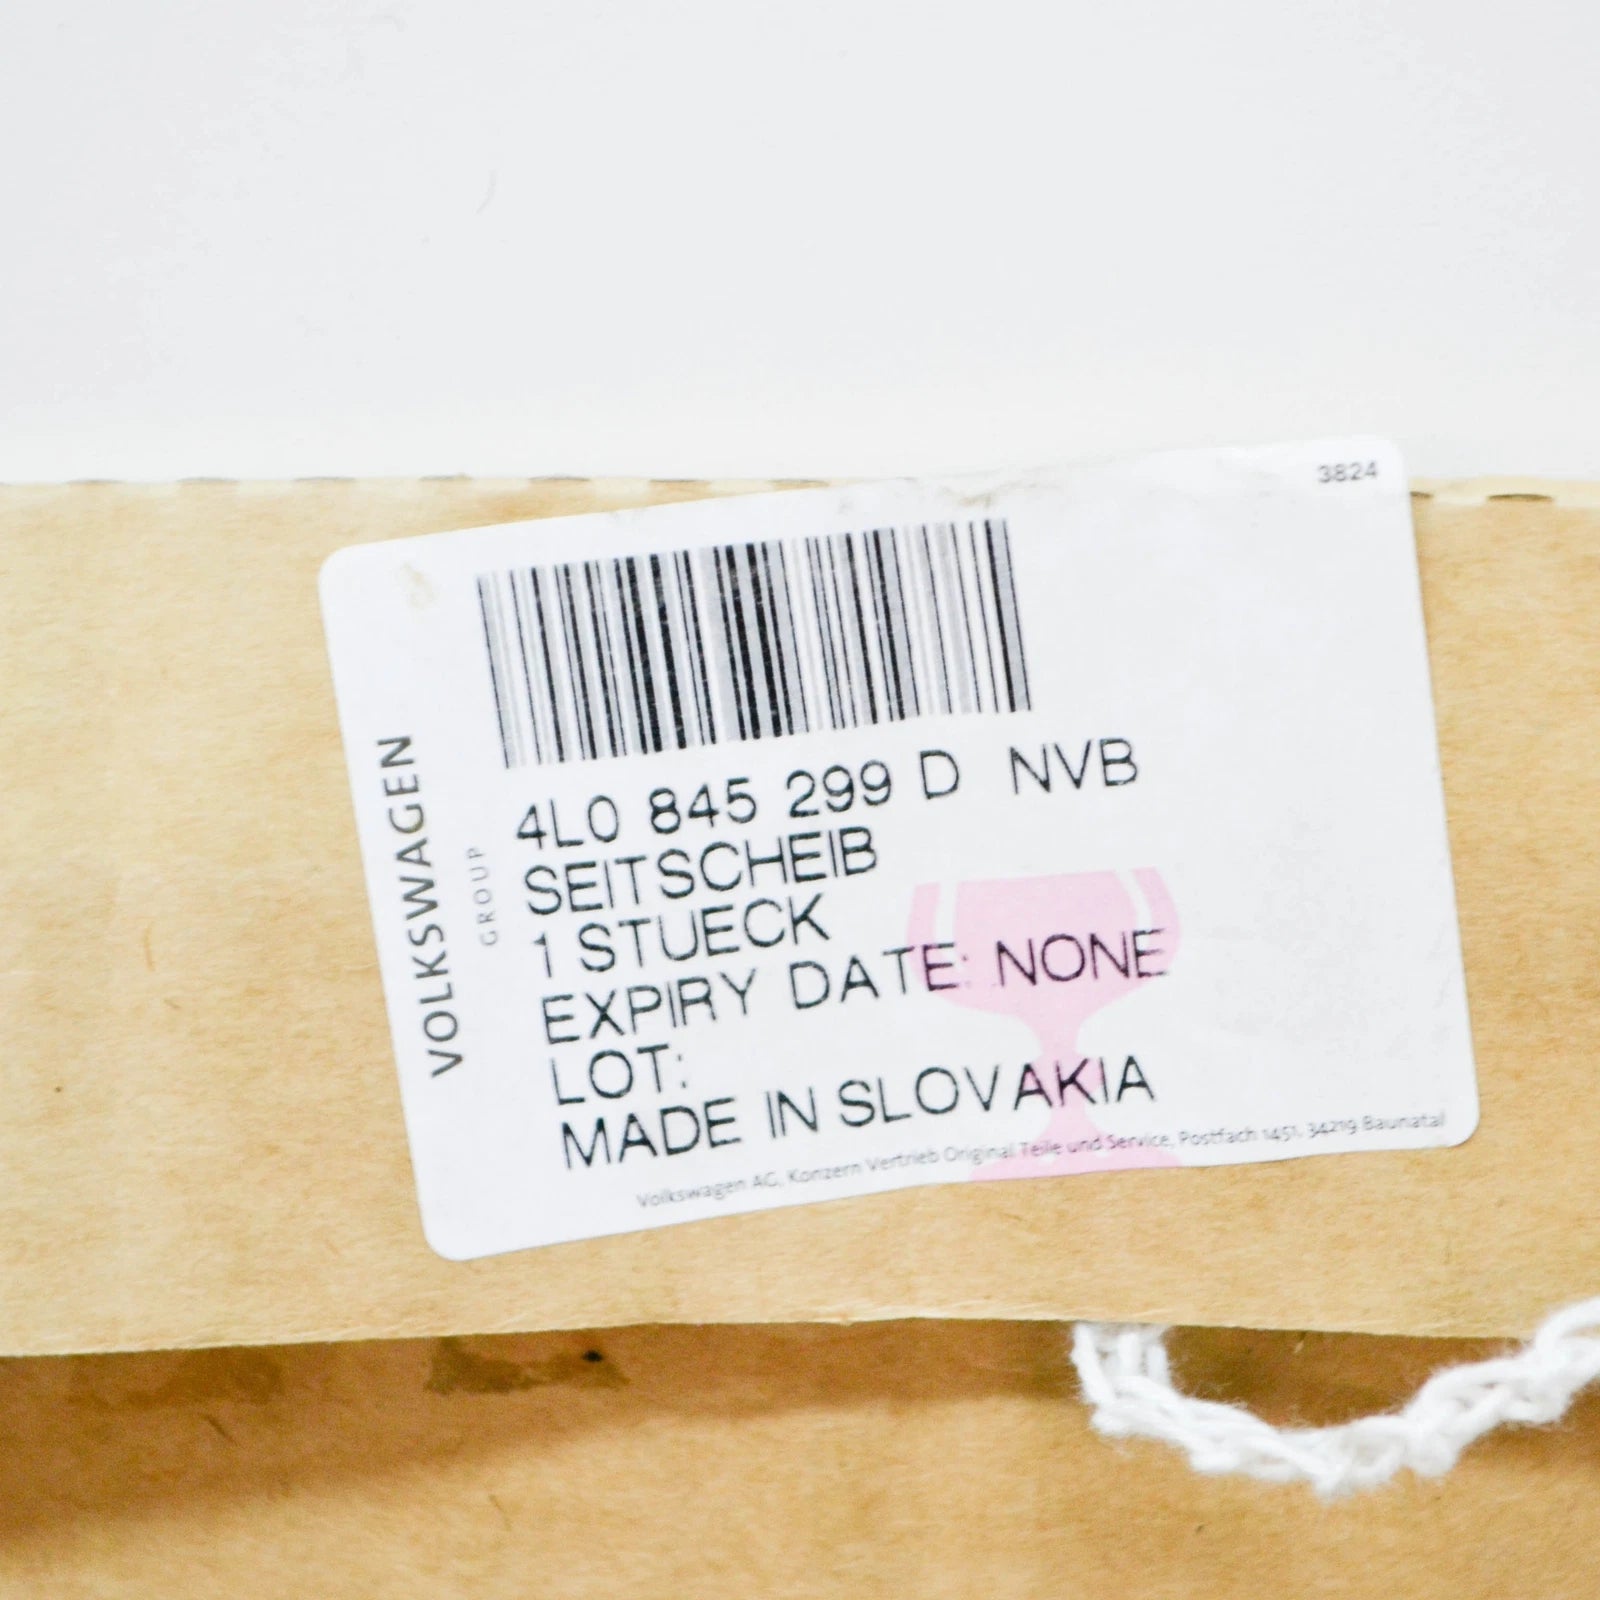 3824
4L0 845 299 D NVB
SEITSCHEIB
1 STUECK
EXPIRY DATE: NONE
LOT:
MADE IN SLOVAKIA
Volkswagen AG, Konzern Vertrieb Original Teile und Service, Postfach 1451, 34219 Baunatal
VOLKSWAGEN
GROUP